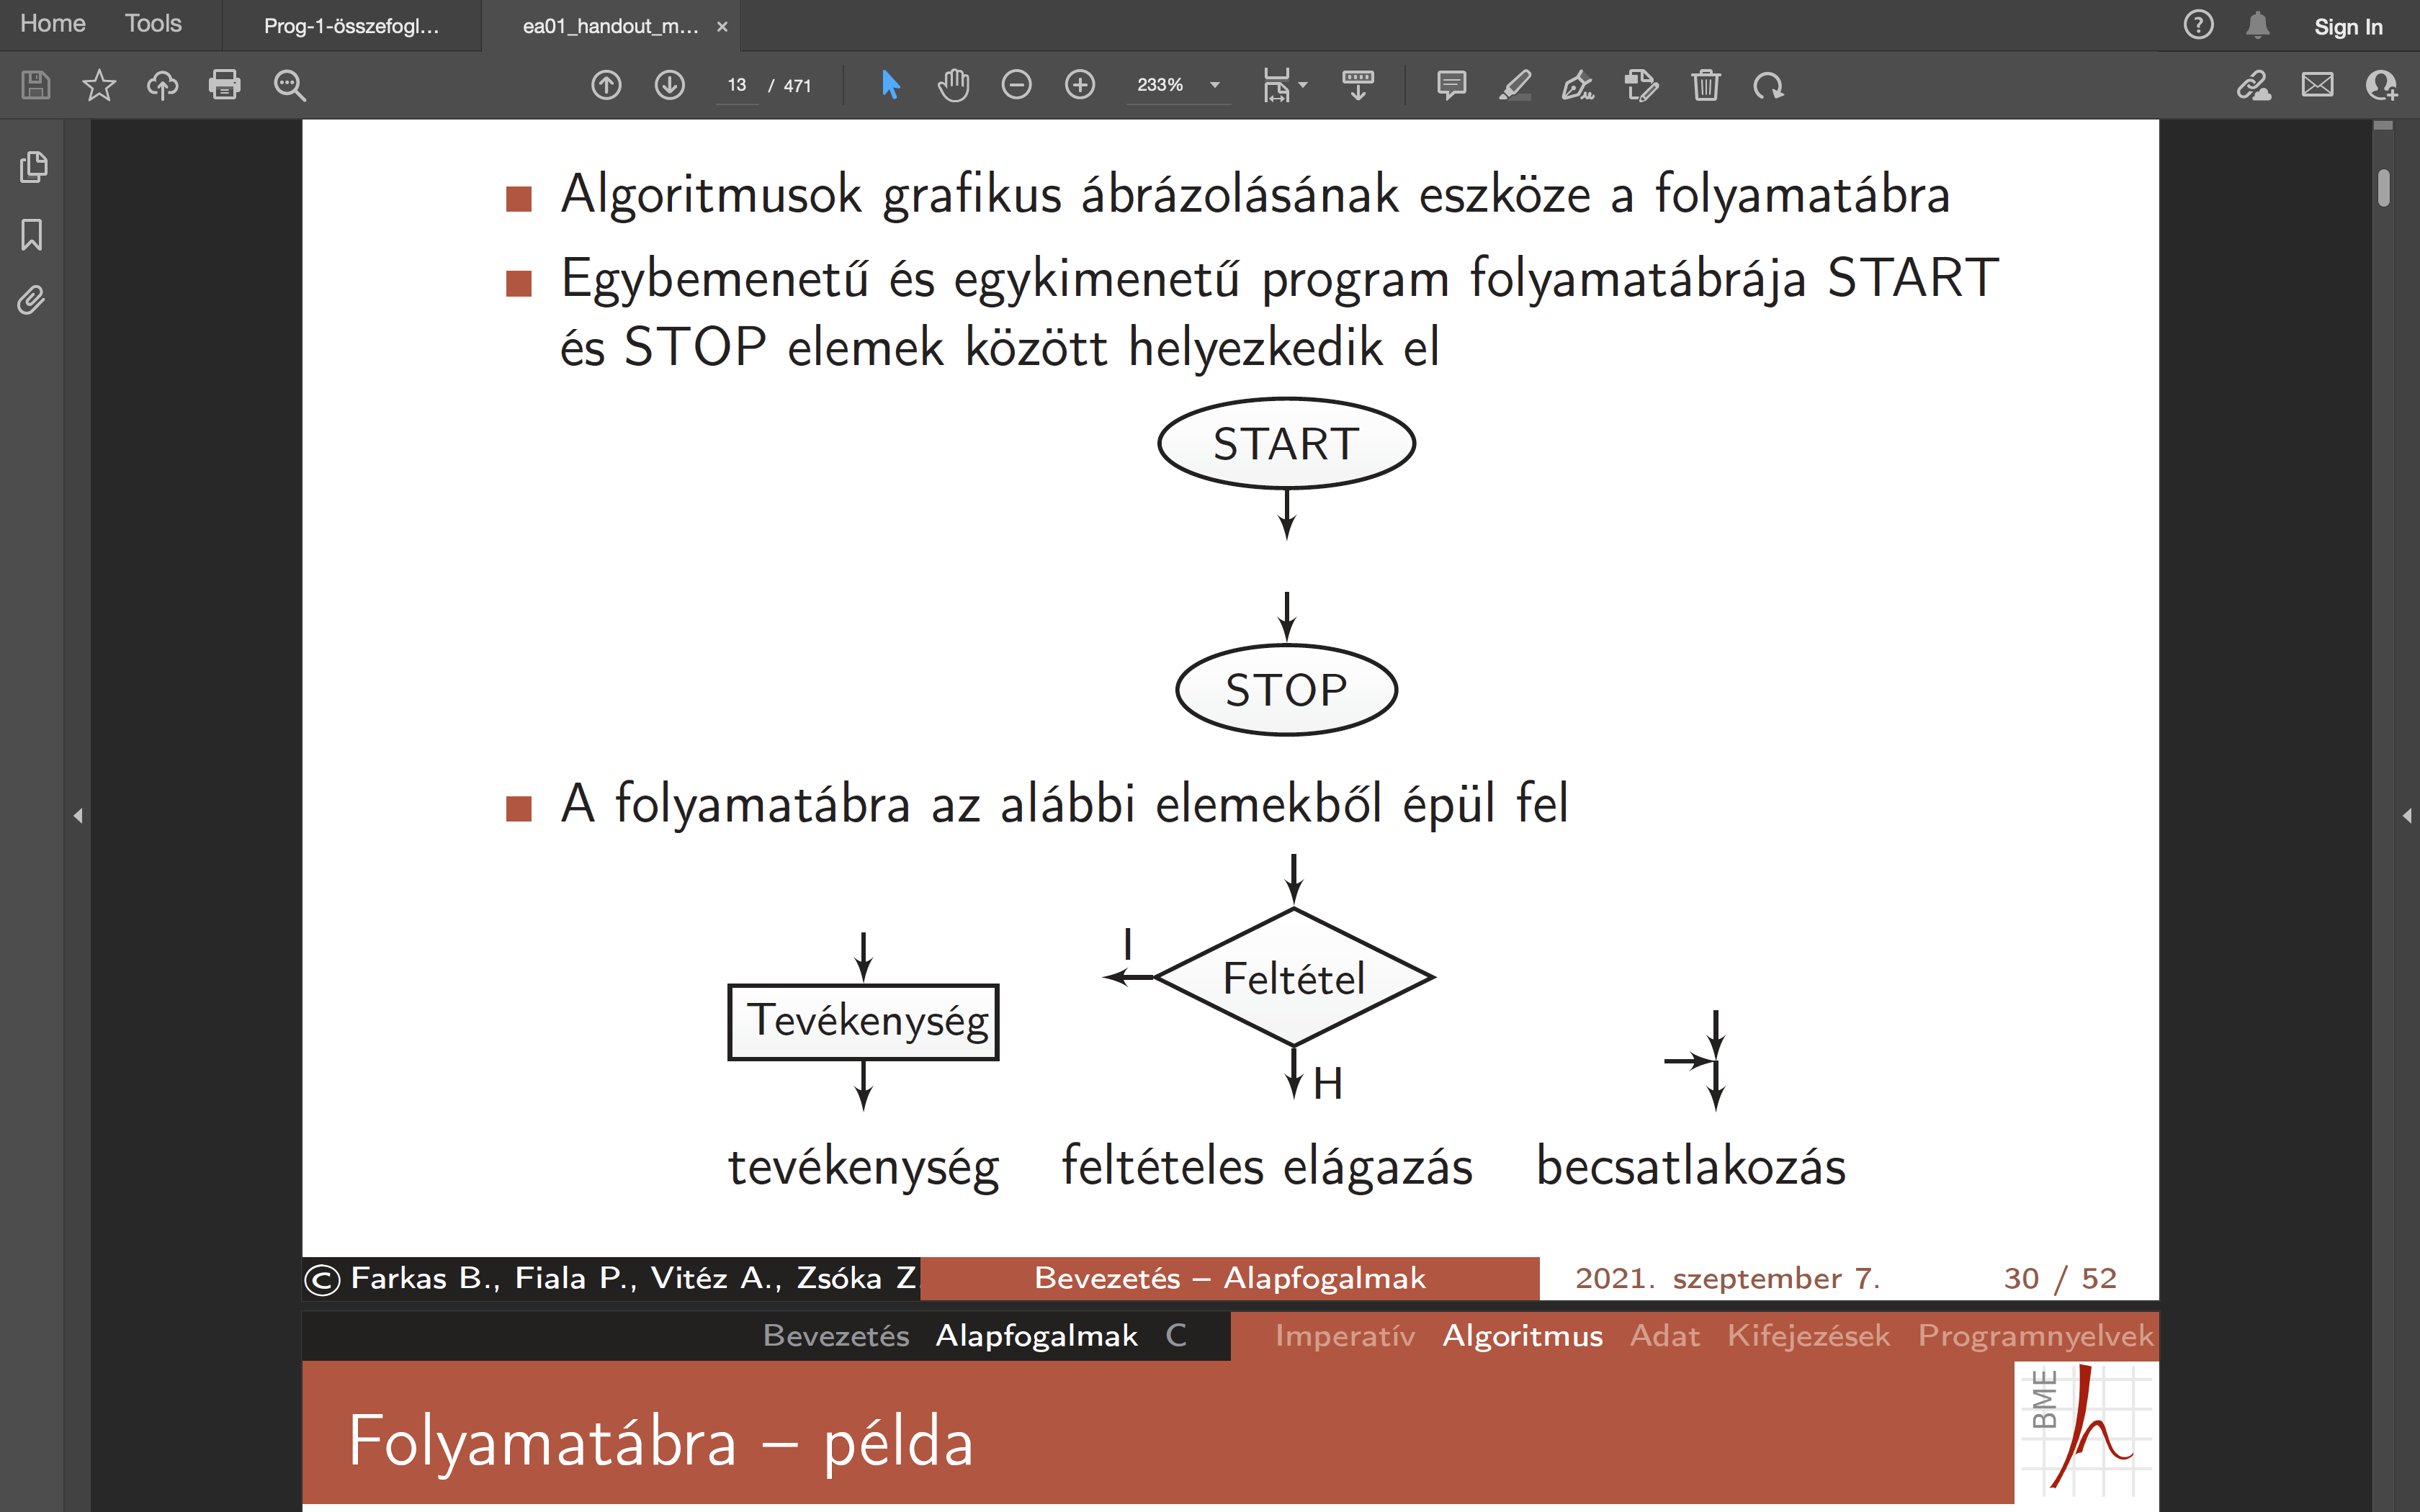 Home Tools Prog-1-összefogl... ea01_handout_m... × ? Sign In
13 / 471 233%
Algoritmusok grafikus ábrázolásának eszköze a folyamatábra
Egybemenetű és egykimenetű program folyamatábrája START
és STOP elemek között helyezkedik el
START
STOP
A folyamatábra az alábbi elemekből épül fel
I
Feltétel
Tevékenység
H
tevékenység feltételes elágazás becsatlakozás
© Farkas B., Fiala P., Vitéz A., Zsóka Z. Bevezetés – Alapfogalmak 2021. szeptember 7. 30 / 52
Bevezetés Alapfogalmak C Imperatív Algoritmus Adat Kifejezések Programnyelvek
Folyamatábra – példa
BME